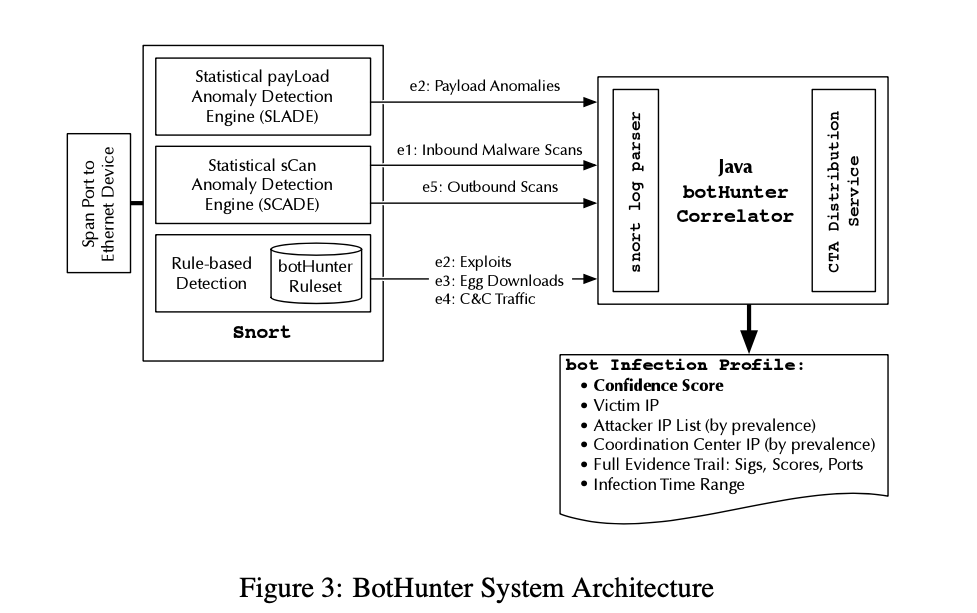 Span Port to
Ethernet Device
Statistical payLoad
Anomaly Detection
Engine (SLADE)
Statistical sCan
Anomaly Detection
Engine (SCADE)
Rule-based
Detection
botHunter
Ruleset
Snort
e2: Payload Anomalies
e1: Inbound Malware Scans
e5: Outbound Scans
e2: Exploits
e3: Egg Downloads
e4: C&C Traffic
snort log parser
Java
botHunter
Correlator
CTA Distribution
Service
bot Infection Profile:
• Confidence Score
• Victim IP
• Attacker IP List (by prevalence)
• Coordination Center IP (by prevalence)
• Full Evidence Trail: Sigs, Scores, Ports
• Infection Time Range
Figure 3: BotHunter System Architecture